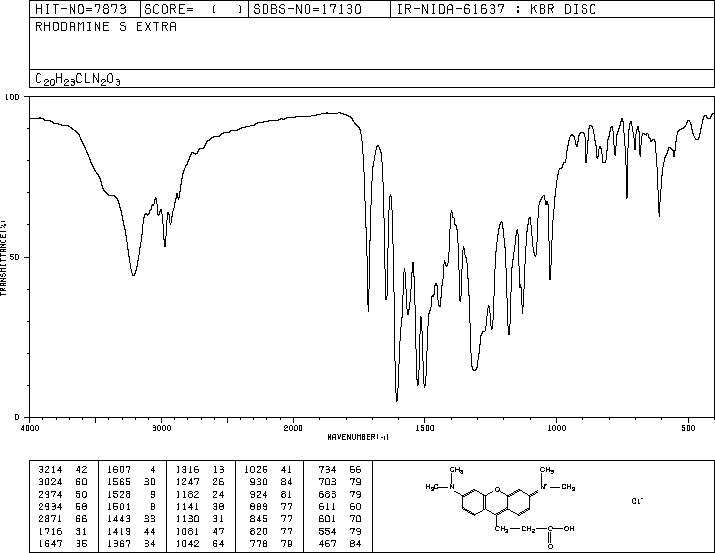 HIT-NO=7873 SCORE= ( ) SDBS-NO=17130 IR-NIDA-61637 : KBR DISC
RHODAMINE S EXTRA
C20H23CLN2O3
100
50
0
TRANSMITTANCE(%)
4000 3000 2000 1500 1000 500
WAVENUMBER(-1)
3214 42 1607 4 1316 13 1026 41 734 66
3024 60 1565 30 1247 26 930 84 703 79
2974 50 1528 9 1182 24 924 81 683 79
2934 58 1501 8 1141 38 889 77 611 60
2871 66 1443 33 1130 31 845 77 601 70
1716 31 1419 44 1081 47 820 77 554 79
1647 35 1367 34 1042 64 778 79 467 84
CH3 CH3
H3C N O N+ CH3
Cl-
CH2 CH2 C OH
O